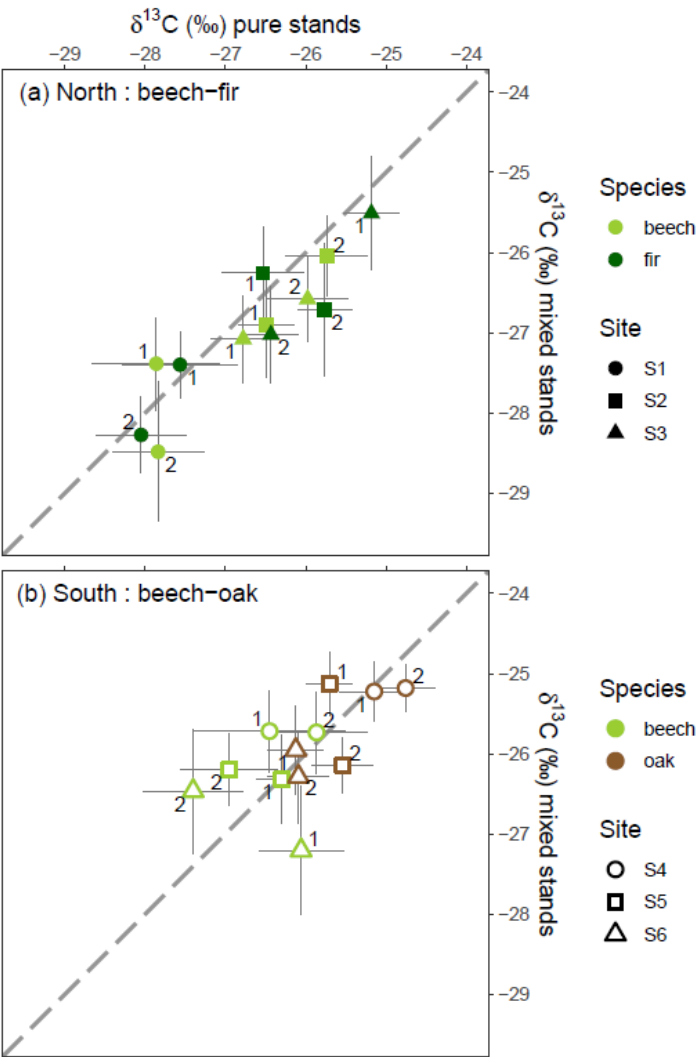 δ¹³C (‰) pure stands
−29 −28 −27 −26 −25 −24
(a) North : beech−fir
−24
−25
−26
−27
−28
−29
δ¹³C (‰) mixed stands
1
2
1
2
1
2
1
2
1
1
2
2
Species
beech
fir
Site
S1
S2
S3
(b) South : beech−oak
−24
−25
−26
−27
−28
−29
δ¹³C (‰) mixed stands
1
2
1
1
2
1
2
2
2
1
2
1
Species
beech
oak
Site
S4
S5
S6